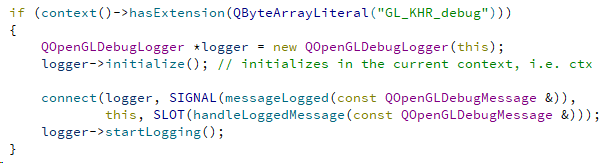 if (context()->hasExtension(QByteArrayLiteral("GL_KHR_debug")))
{
    QOpenGLDebugLogger *logger = new QOpenGLDebugLogger(this);
    logger->initialize(); // initializes in the current context, i.e. ctx

    connect(logger, SIGNAL(messageLogged(const QOpenGLDebugMessage &)),
            this, SLOT(handleLoggedMessage(const QOpenGLDebugMessage &)));
    logger->startLogging();
}